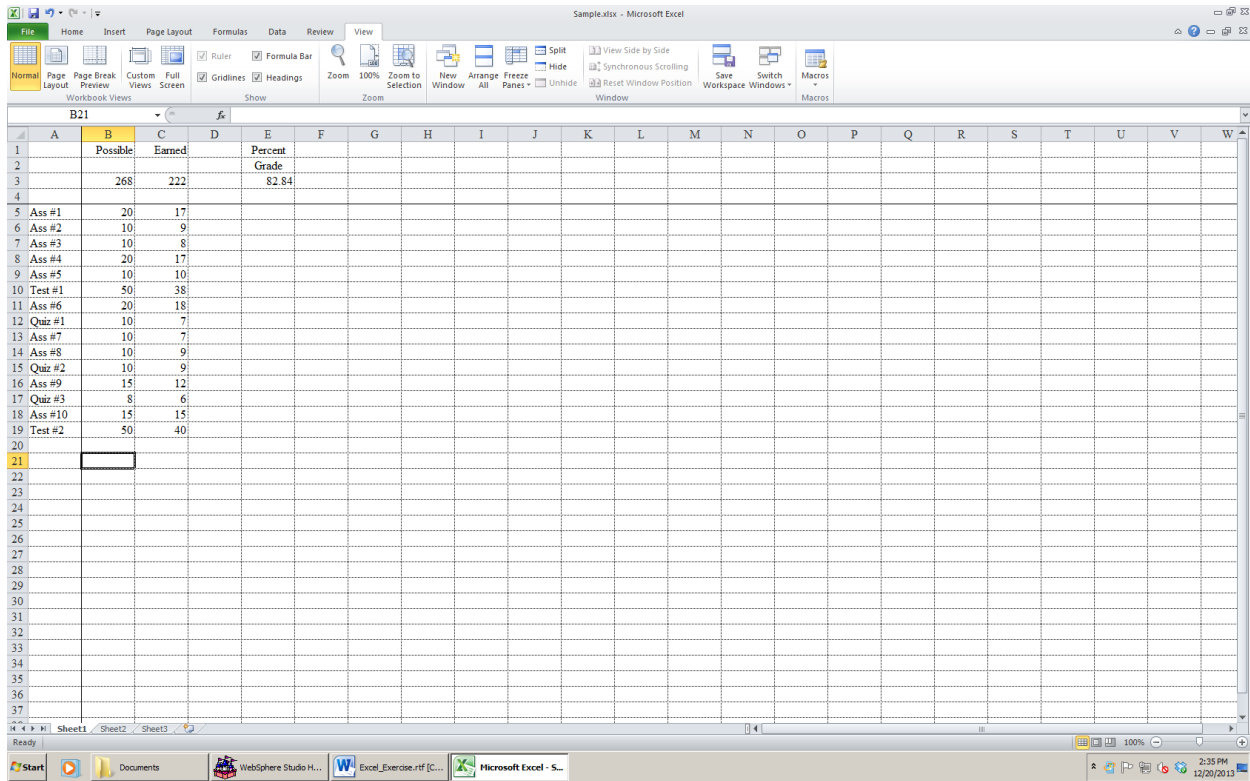 Sample.xlsx - Microsoft Excel
File Home Insert Page Layout Formulas Data Review View
Normal Page Layout Page Break Preview Custom Views Full Screen
Workbook Views
Ruler Formula Bar
Gridlines Headings
Show
Zoom 100% Zoom to Selection
Zoom
New Window Arrange All Freeze Panes
Split
Hide
Unhide
View Side by Side
Synchronous Scrolling
Reset Window Position
Save Workspace Switch Windows
Window
Macros
Macros
B21 fx
A B C D E F G H I J K L M N O P Q R S T U V W
1 Possible Earned Percent
2 Grade
3 268 222 82.84
4
5 Ass #1 20 17
6 Ass #2 10 9
7 Ass #3 10 8
8 Ass #4 20 17
9 Ass #5 10 10
10 Test #1 50 38
11 Ass #6 20 18
12 Quiz #1 10 7
13 Ass #7 10 7
14 Ass #8 10 9
15 Quiz #2 10 9
16 Ass #9 15 12
17 Quiz #3 8 6
18 Ass #10 15 15
19 Test #2 50 40
20
21
22
23
24
25
26
27
28
29
30
31
32
33
34
35
36
37
Sheet1 Sheet2 Sheet3
Ready 100%
Start Documents WebSphere Studio H... Excel_Exercise.rtf [C... Microsoft Excel - S... 2:35 PM
12/20/2013